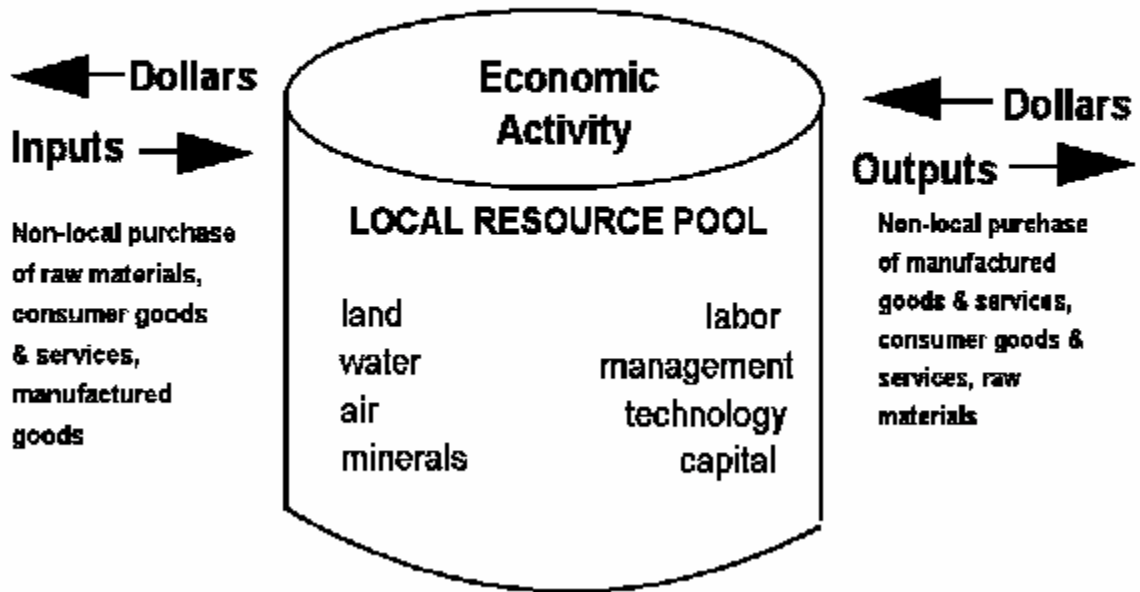 Dollars
Inputs
Non-local purchase
of raw materials,
consumer goods
& services,
manufactured
goods
Economic
Activity
LOCAL RESOURCE POOL
land
water
air
minerals
labor
management
technology
capital
Dollars
Outputs
Non-local purchase
of manufactured
goods & services,
consumer goods &
services, raw
materials